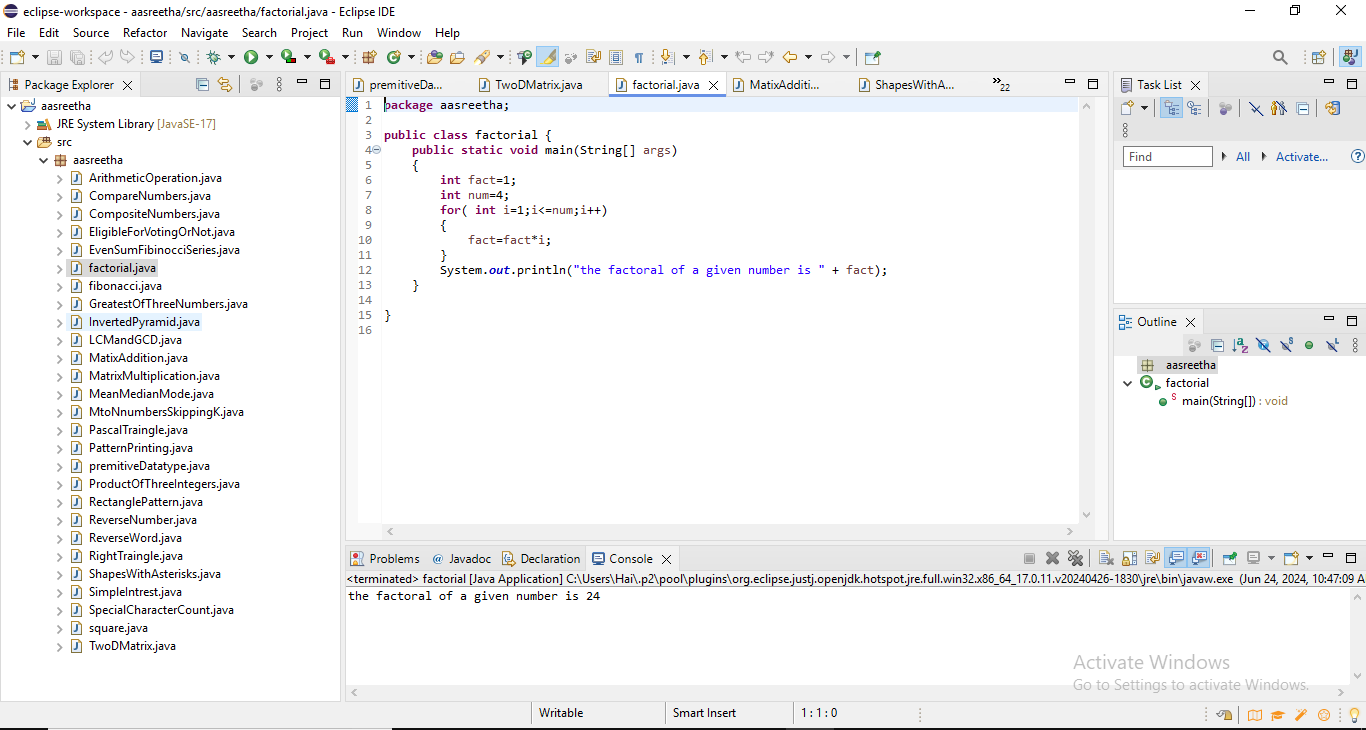 eclipse-workspace - aasreetha/src/aasreetha/factorial.java - Eclipse IDE
File Edit Source Refactor Navigate Search Project Run Window Help
Package Explorer
aasreetha
JRE System Library [JavaSE-17]
src
aasreetha
ArithmeticOperation.java
CompareNumbers.java
CompositeNumbers.java
EligibleForVotingOrNot.java
EvenSumFibinocciSeries.java
factorial.java
fibonacci.java
GreatestOfThreeNumbers.java
InvertedPyramid.java
LCMandGCD.java
MatixAddition.java
MatrixMultiplication.java
MeanMedianMode.java
MtoNnumbersSkippingK.java
PascalTraingle.java
PatternPrinting.java
premitiveDatatype.java
ProductOfThreeIntegers.java
RectanglePattern.java
ReverseNumber.java
ReverseWord.java
RightTraingle.java
ShapesWithAsterisks.java
SimpleIntrest.java
SpecialCharacterCount.java
square.java
TwoDMatrix.java
premitiveDa... TwoDMatrix.java factorial.java MatixAdditi... ShapesWithA... »22
1 package aasreetha;
2
3 public class factorial {
4 public static void main(String[] args)
5 {
6 int fact=1;
7 int num=4;
8 for( int i=1;i<=num;i++)
9 {
10 fact=fact*i;
11 }
12 System.out.println("the factoral of a given number is " + fact);
13 }
14
15 }
16
Task List
Find All Activate...
Outline
aasreetha
factorial
main(String[]) : void
Problems @ Javadoc Declaration Console
<terminated> factorial [Java Application] C:\Users\Hai\.p2\pool\plugins\org.eclipse.justj.openjdk.hotspot.jre.full.win32.x86_64_17.0.11.v20240426-1830\jre\bin\javaw.exe (Jun 24, 2024, 10:47:09 A
the factoral of a given number is 24
Activate Windows
Go to Settings to activate Windows.
Writable Smart Insert 1 : 1 : 0